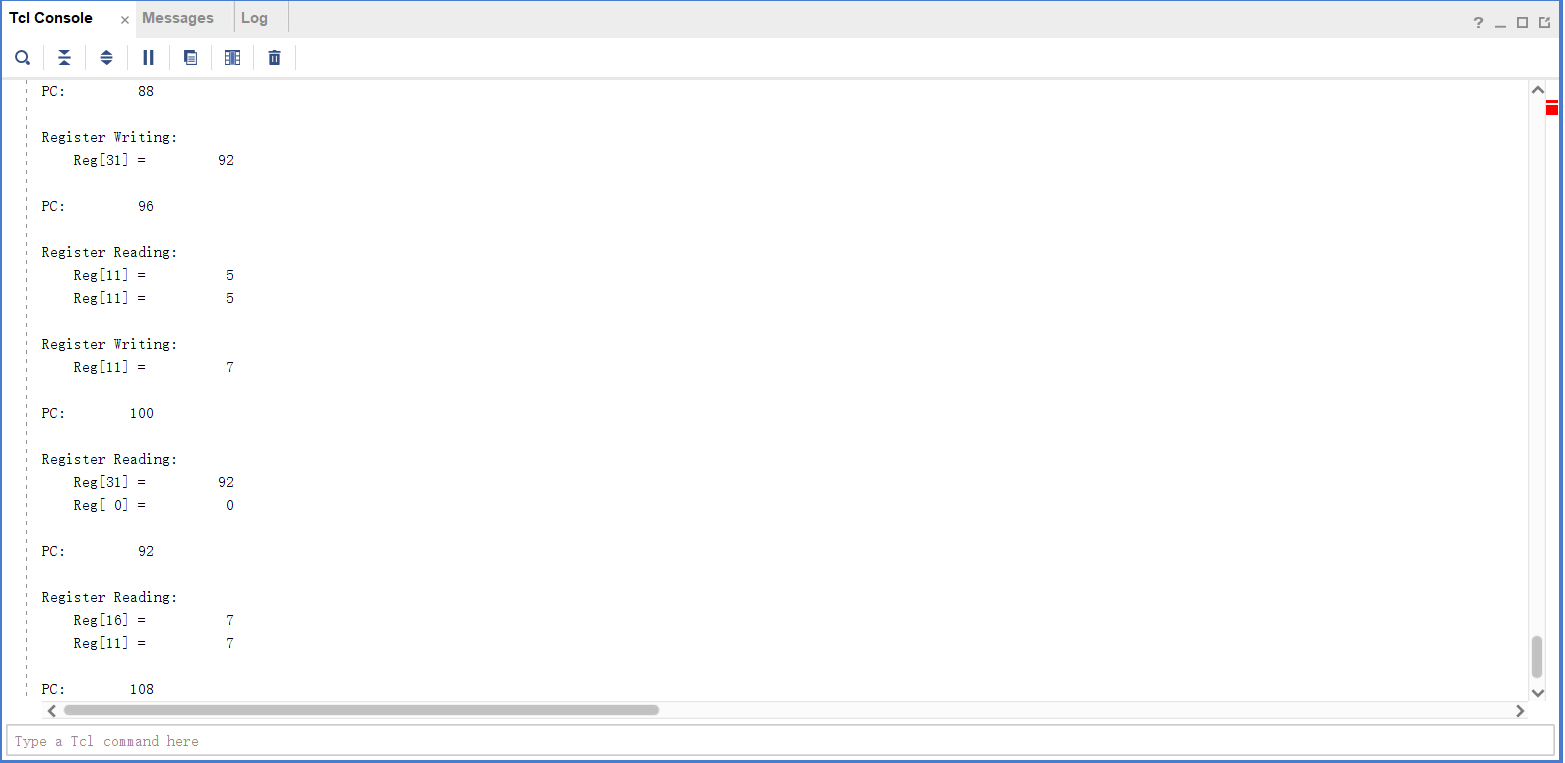 Tcl Console × Messages Log ?
PC: 88
Register Writing:
Reg[31] = 92
PC: 96
Register Reading:
Reg[11] = 5
Reg[11] = 5
Register Writing:
Reg[11] = 7
PC: 100
Register Reading:
Reg[31] = 92
Reg[ 0] = 0
PC: 92
Register Reading:
Reg[16] = 7
Reg[11] = 7
PC: 108
Type a Tcl command here